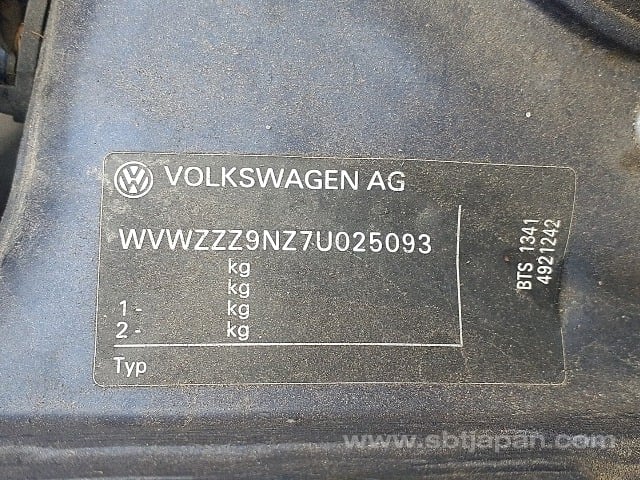 VOLKSWAGEN AG
WVWZZZ9NZ7U025093
kg
kg
1- kg
2- kg
Typ
BTS 1341
4921242
www.sbtjapan.com